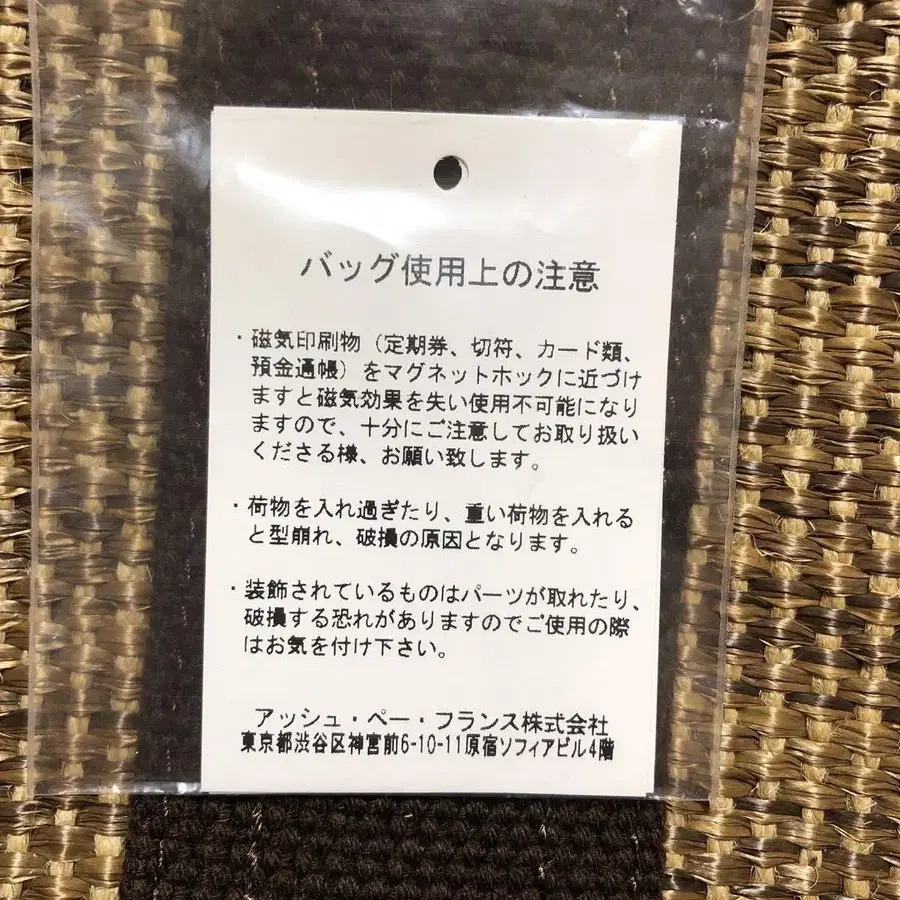 バッグ使用上の注意
・磁気印刷物（定期券、切符、カード類、
預金通帳）をマグネットホックに近づけ
ますと磁気効果を失い使用不可能になり
ますので、十分にご注意してお取り扱い
くださる様、お願い致します。
・荷物を入れ過ぎたり、重い荷物を入れる
と型崩れ、破損の原因となります。
・装飾されているものはパーツが取れたり、
破損する恐れがありますのでご使用の際
はお気を付け下さい。
アッシュ・ペー・フランス株式会社
東京都渋谷区神宮前6-10-11原宿ソフィアビル4階